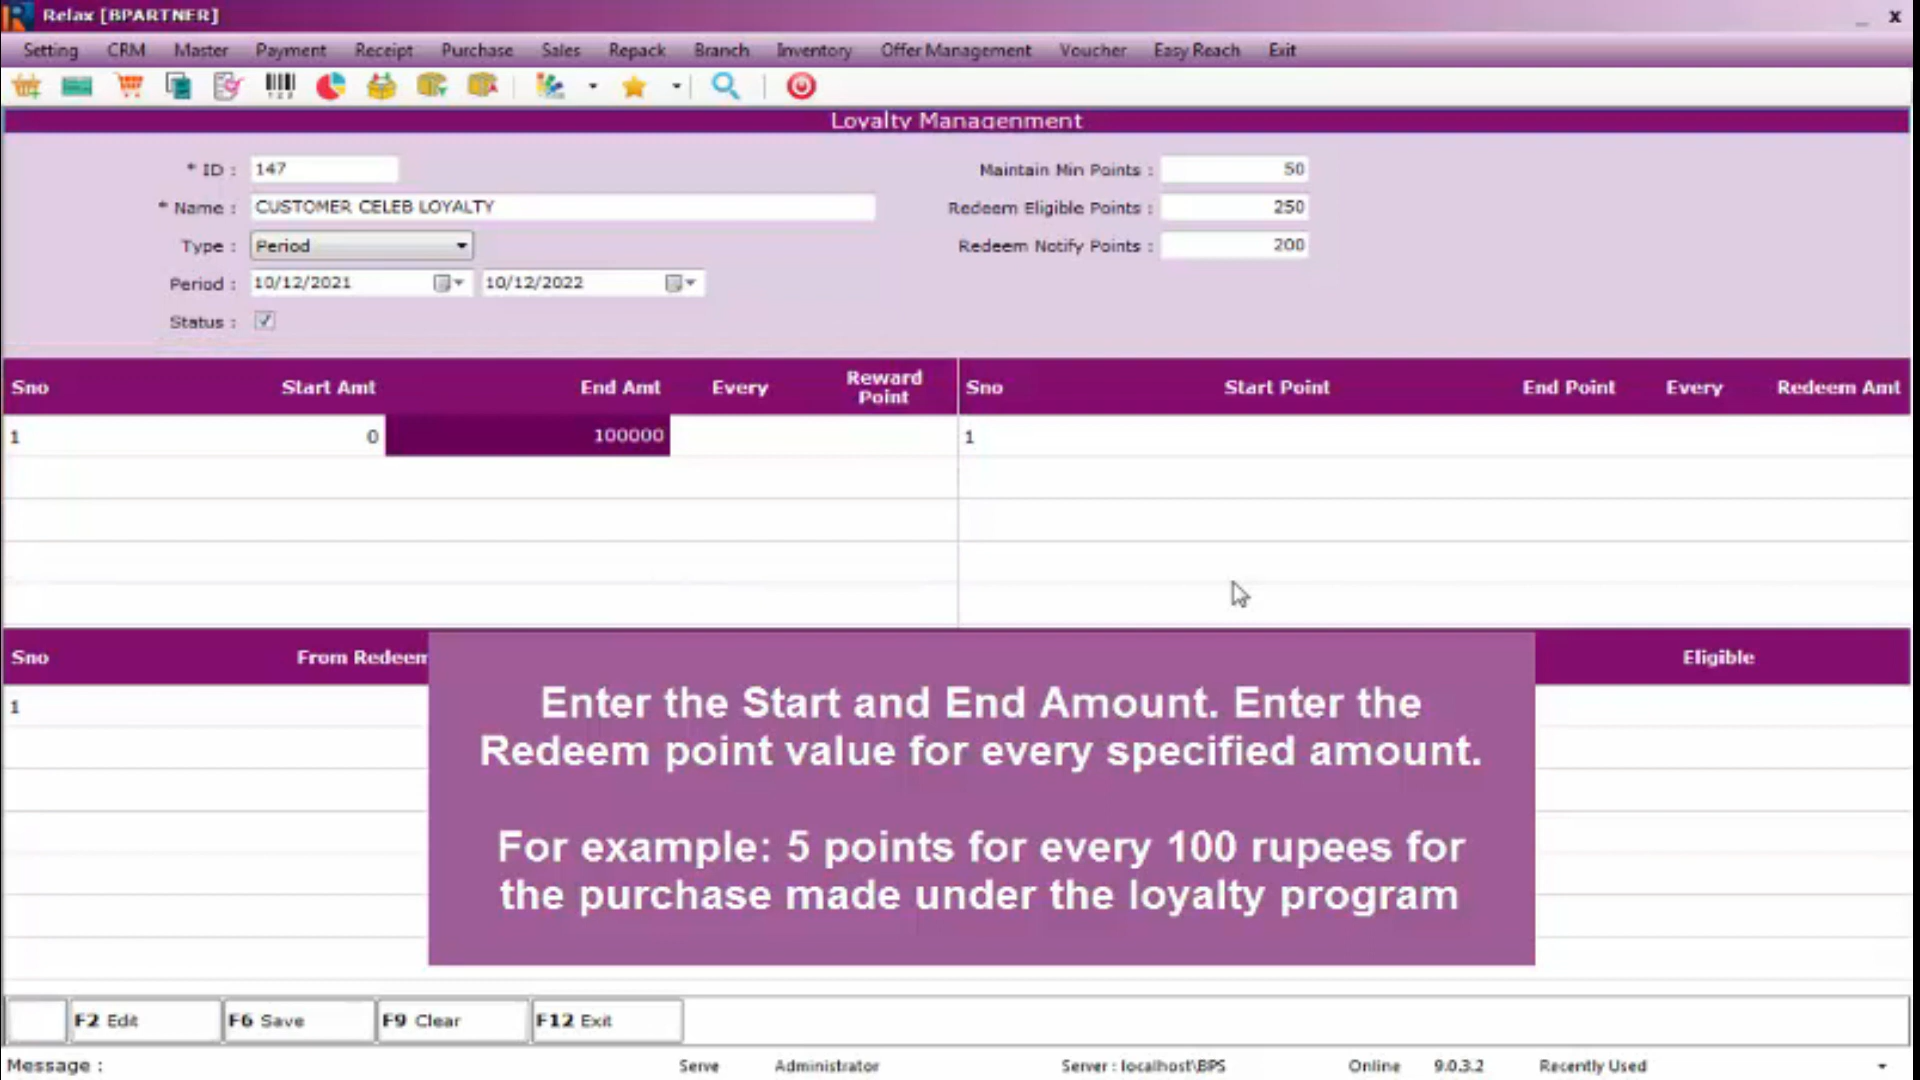 Relax [BPARTNER]
_ X
Setting CRM Master Payment Receipt Purchase Sales Repack Branch Inventory Offer Management Voucher Easy Reach Exit
Loyalty Managenment
* ID : 147
Maintain Min Points : 50
* Name : CUSTOMER CELEB LOYALTY
Redeem Eligible Points : 250
Type : Period
Redeem Notify Points : 200
Period : 10/12/2021 10/12/2022
Status :
Sno Start Amt End Amt Every Reward Point
Sno Start Point End Point Every Redeem Amt
1 0 100000
1
Sno From Redeem Eligible
1
Enter the Start and End Amount. Enter the
Redeem point value for every specified amount.
For example: 5 points for every 100 rupees for
the purchase made under the loyalty program
F2 Edit F6 Save F9 Clear F12 Exit
Message : Serve Administrator Server : localhost\BPS Online 9.0.3.2 Recently Used